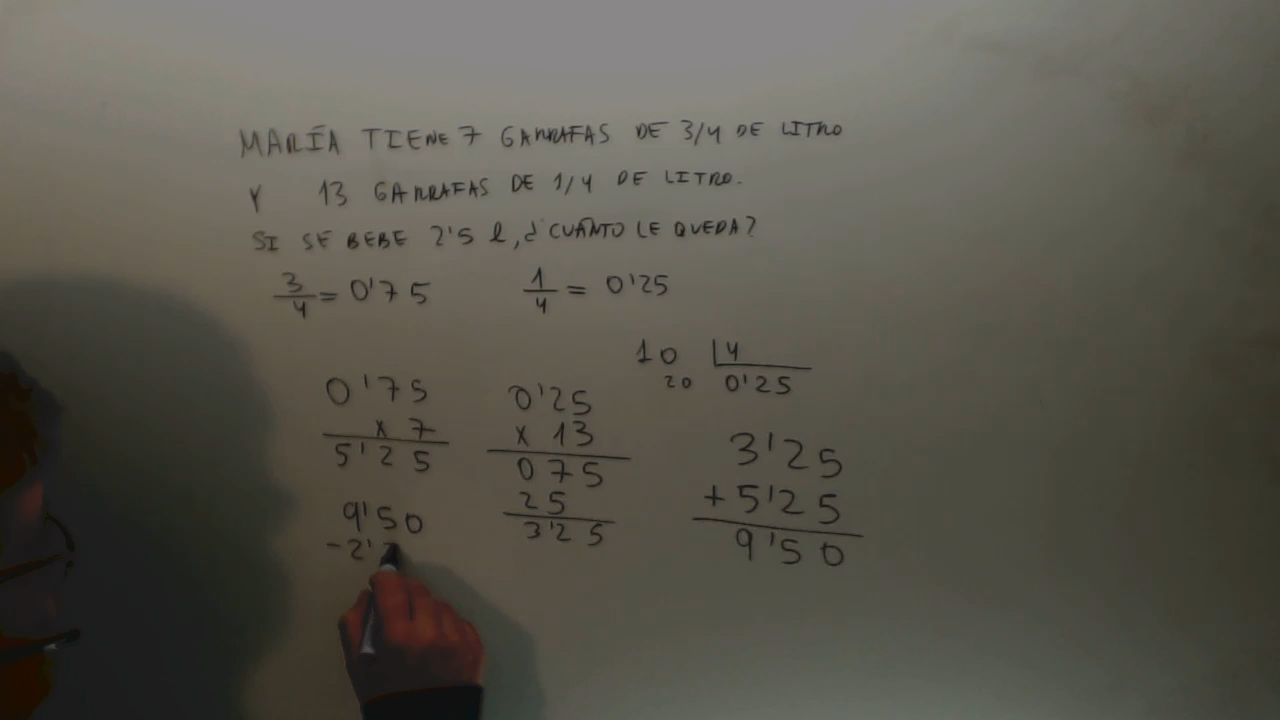 MARÍA TIENE 7 GARRAFAS DE 3/4 DE LITRO
Y 13 GARRAFAS DE 1/4 DE LITRO.
SI SE BEBE 2'5 l, ¿CUÁNTO LE QUEDA?
3/4 = 0'75
1/4 = 0'25
10 | 4
20 0'25
0'75
x 7
5'25
0'25
x 13
075
25
3'25
3'25
+ 5'25
9'50
9'50
- 2'